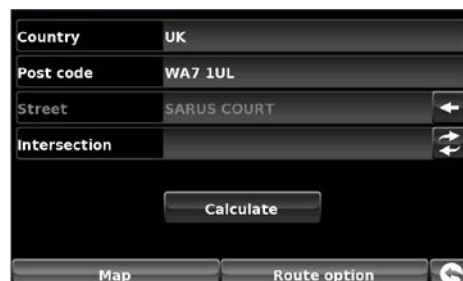 Country UK
Post code WA7 1UL
Street SARUS COURT
Intersection
Calculate
Map Route option